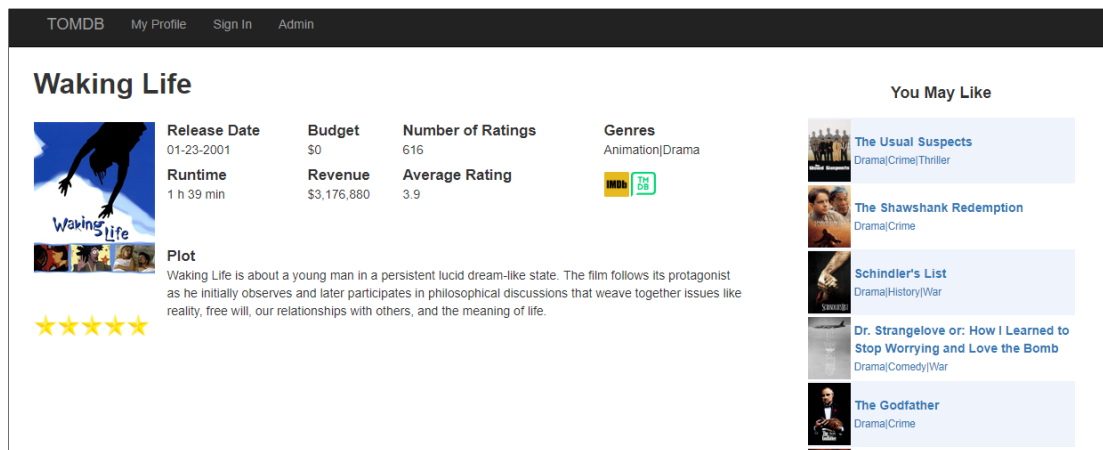 TOMDB My Profile Sign In Admin
Waking Life
Release Date
01-23-2001
Runtime
1 h 39 min
Budget
$0
Revenue
$3,176,880
Number of Ratings
616
Average Rating
3.9
Genres
Animation|Drama
IMDb
TM
DB
Waking Life
Plot
Waking Life is about a young man in a persistent lucid dream-like state. The film follows its protagonist
as he initially observes and later participates in philosophical discussions that weave together issues like
reality, free will, our relationships with others, and the meaning of life.
You May Like
The Usual Suspects
Drama|Crime|Thriller
The Shawshank Redemption
Drama|Crime
Schindler's List
Drama|History|War
Dr. Strangelove or: How I Learned to
Stop Worrying and Love the Bomb
Drama|Comedy|War
The Godfather
Drama|Crime